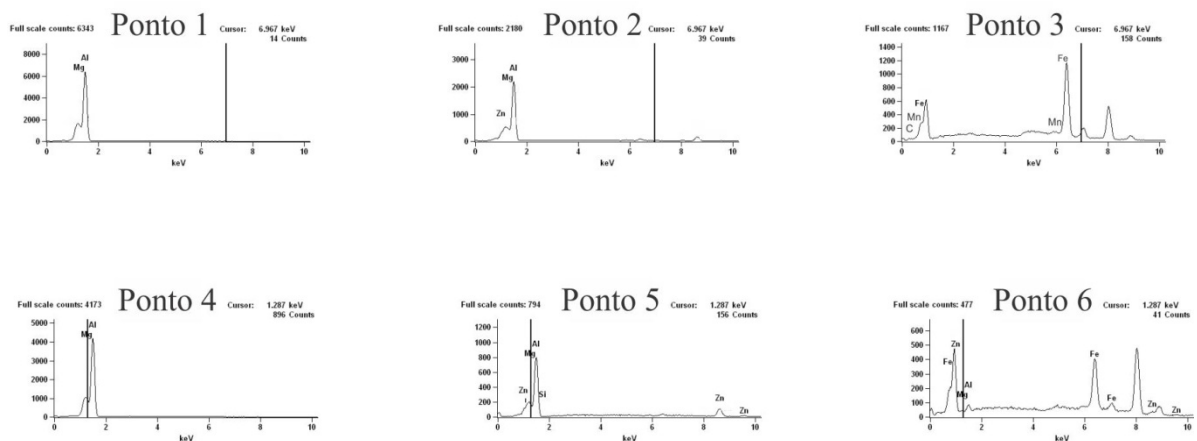 Full scale counts: 6343 Ponto 1 Cursor: 6.967 keV
14 Counts
8000
6000
4000
2000
0
Al
Mg
0 2 4 6 8 10
keV
Full scale counts: 2180 Ponto 2 Cursor: 6.967 keV
39 Counts
3000
2000
1000
0
Al
Mg
Zn
0 2 4 6 8 10
keV
Full scale counts: 1167 Ponto 3 Cursor: 6.967 keV
158 Counts
1400
1200
1000
800
600
400
200
0
Fe
Fe
Mn
Mn
C
0 2 4 6 8 10
keV
Full scale counts: 4173 Ponto 4 Cursor: 1.287 keV
896 Counts
5000
4000
3000
2000
1000
0
Al
Mg
0 2 4 6 8 10
keV
Full scale counts: 794 Ponto 5 Cursor: 1.287 keV
156 Counts
1200
1000
800
600
400
200
0
Al
Mg
Zn
Si
Zn
Zn
0 2 4 6 8 10
keV
Full scale counts: 477 Ponto 6 Cursor: 1.287 keV
41 Counts
600
500
400
300
200
100
0
Zn
Fe
Al
Mg
Fe
Fe
Zn
Zn
0 2 4 6 8 10
keV